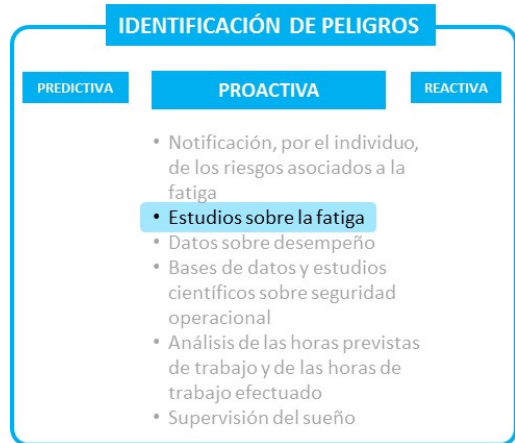 IDENTIFICACIÓN DE PELIGROS
PREDICTIVA
PROACTIVA
REACTIVA
• Notificación, por el individuo,
de los riesgos asociados a la
fatiga
• Estudios sobre la fatiga
• Datos sobre desempeño
• Bases de datos y estudios
científicos sobre seguridad
operacional
• Análisis de las horas previstas
de trabajo y de las horas de
trabajo efectuado
• Supervisión del sueño